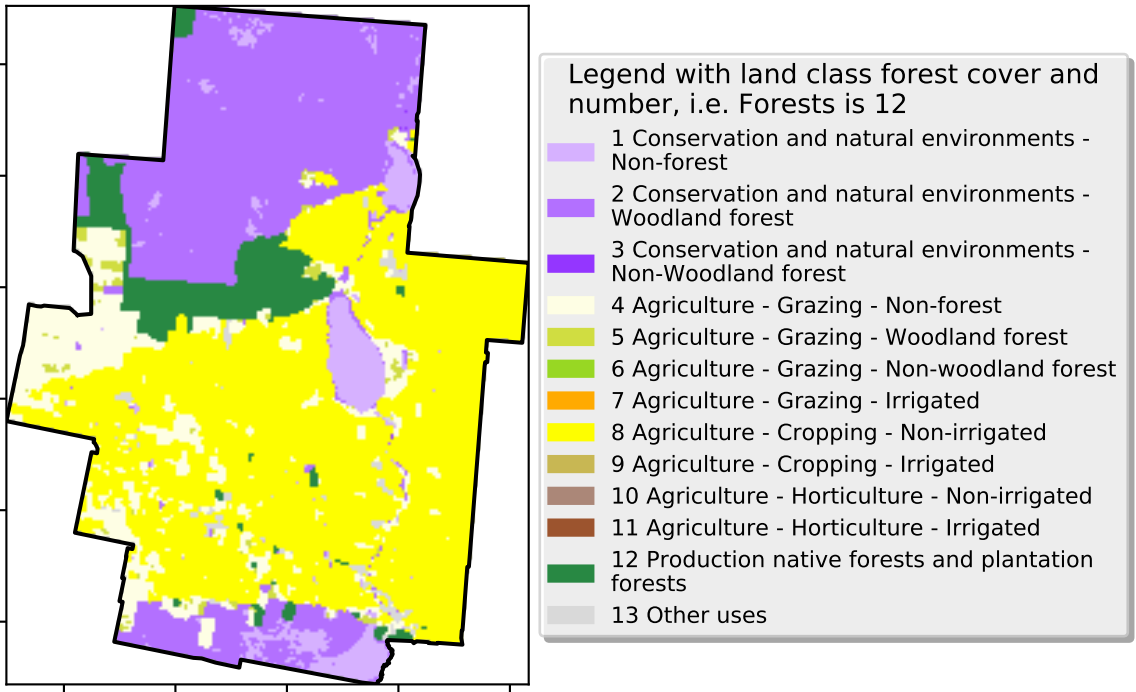 Legend with land class forest cover and
number, i.e. Forests is 12
1 Conservation and natural environments -
Non-forest
2 Conservation and natural environments -
Woodland forest
3 Conservation and natural environments -
Non-Woodland forest
4 Agriculture - Grazing - Non-forest
5 Agriculture - Grazing - Woodland forest
6 Agriculture - Grazing - Non-woodland forest
7 Agriculture - Grazing - Irrigated
8 Agriculture - Cropping - Non-irrigated
9 Agriculture - Cropping - Irrigated
10 Agriculture - Horticulture - Non-irrigated
11 Agriculture - Horticulture - Irrigated
12 Production native forests and plantation
forests
13 Other uses